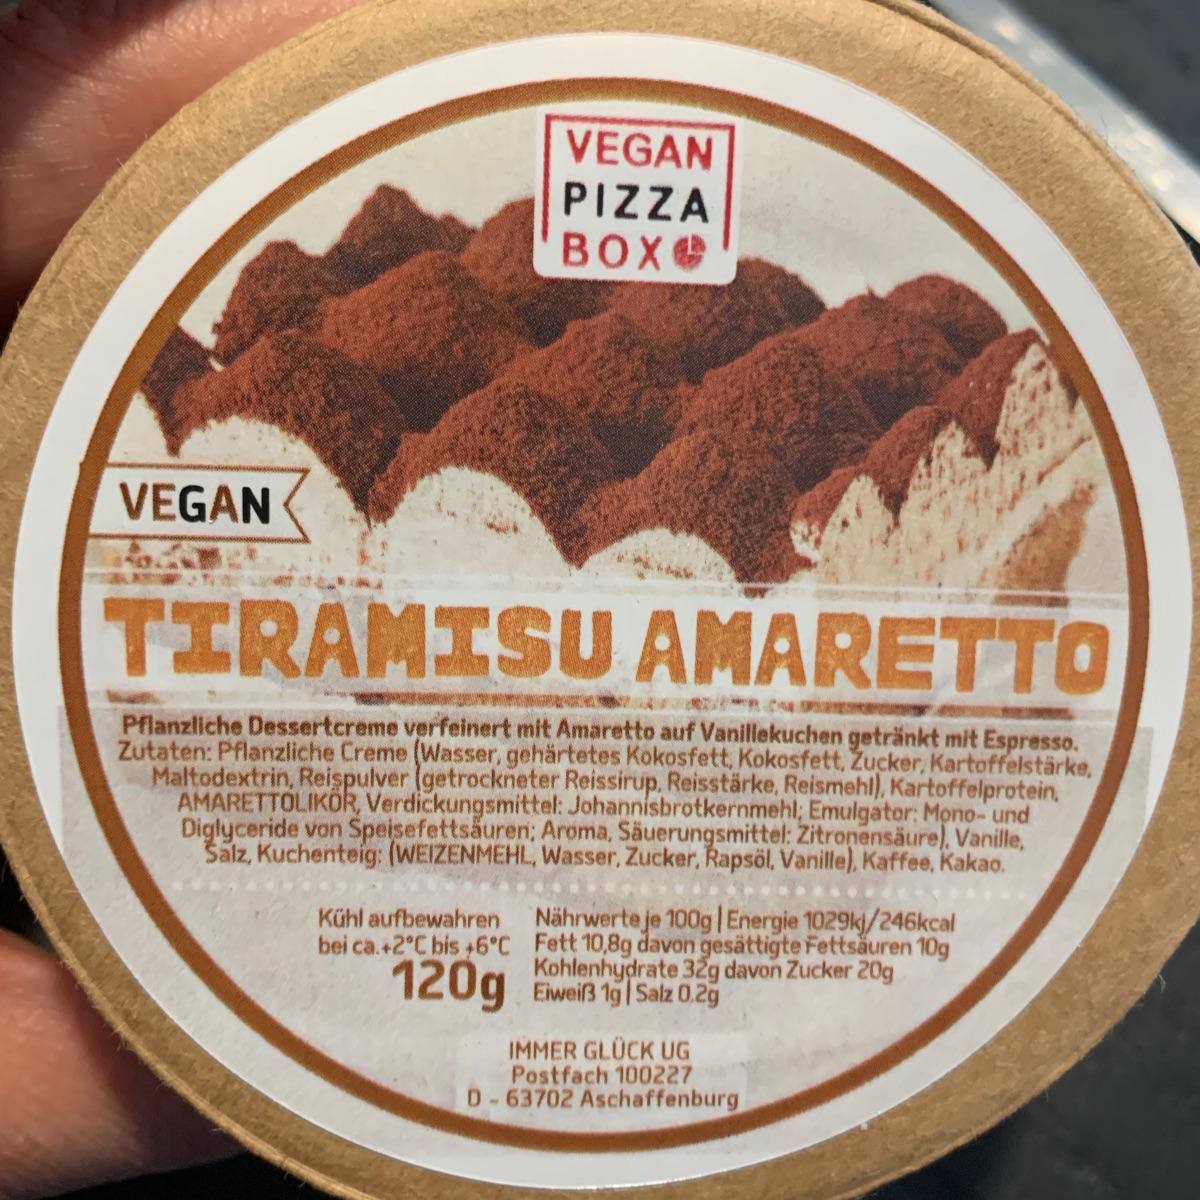 VEGAN
PIZZA
BOX
VEGAN
TIRAMISU AMARETTO
Pflanzliche Dessertcreme verfeinert mit Amaretto auf Vanillekuchen getränkt mit Espresso.
Zutaten: Pflanzliche Creme (Wasser, gehärtetes Kokosfett, Kokosfett, Zucker, Kartoffelstärke,
Maltodextrin, Reispulver (getrockneter Reissirup, Reisstärke, Reismehl), Kartoffelprotein,
AMARETTOLIKÖR, Verdickungsmittel: Johannisbrotkernmehl; Emulgator: Mono- und
Diglyceride von Speisefettsäuren; Aroma, Säuerungsmittel: Zitronensäure), Vanille,
Salz, Kuchenteig: (WEIZENMEHL, Wasser, Zucker, Rapsöl, Vanille), Kaffee, Kakao.
Kühl aufbewahren
bei ca.+2°C bis +6°C
120g
Nährwerte je 100g | Energie 1029kj/246kcal
Fett 10,8g davon gesättigte Fettsäuren 10g
Kohlenhydrate 32g davon Zucker 20g
Eiweiß 1g | Salz 0.2g
IMMER GLÜCK UG
Postfach 100227
D - 63702 Aschaffenburg